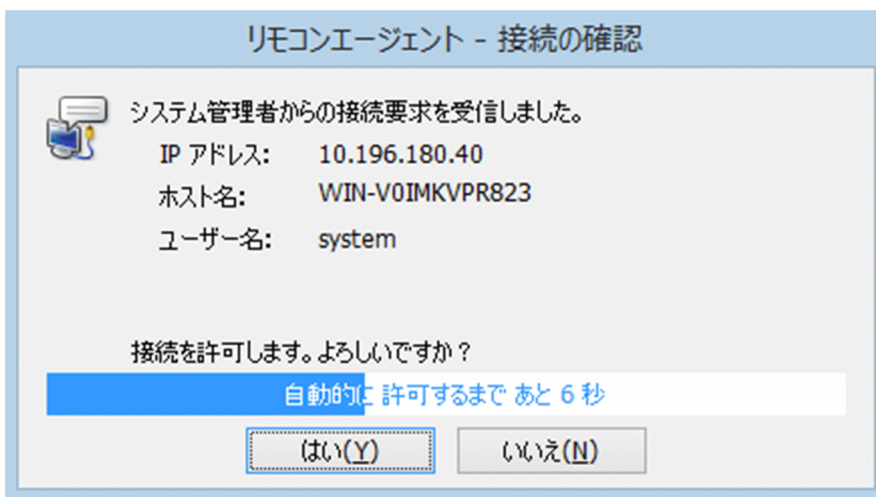 リモコンエージェント - 接続の確認
システム管理者からの接続要求を受信しました。
IP アドレス: 10.196.180.40
ホスト名: WIN-V0IMKVPR823
ユーザー名: system
接続を許可します。よろしいですか？
自動的に 許可するまで あと 6 秒
はい(Y) いいえ(N)